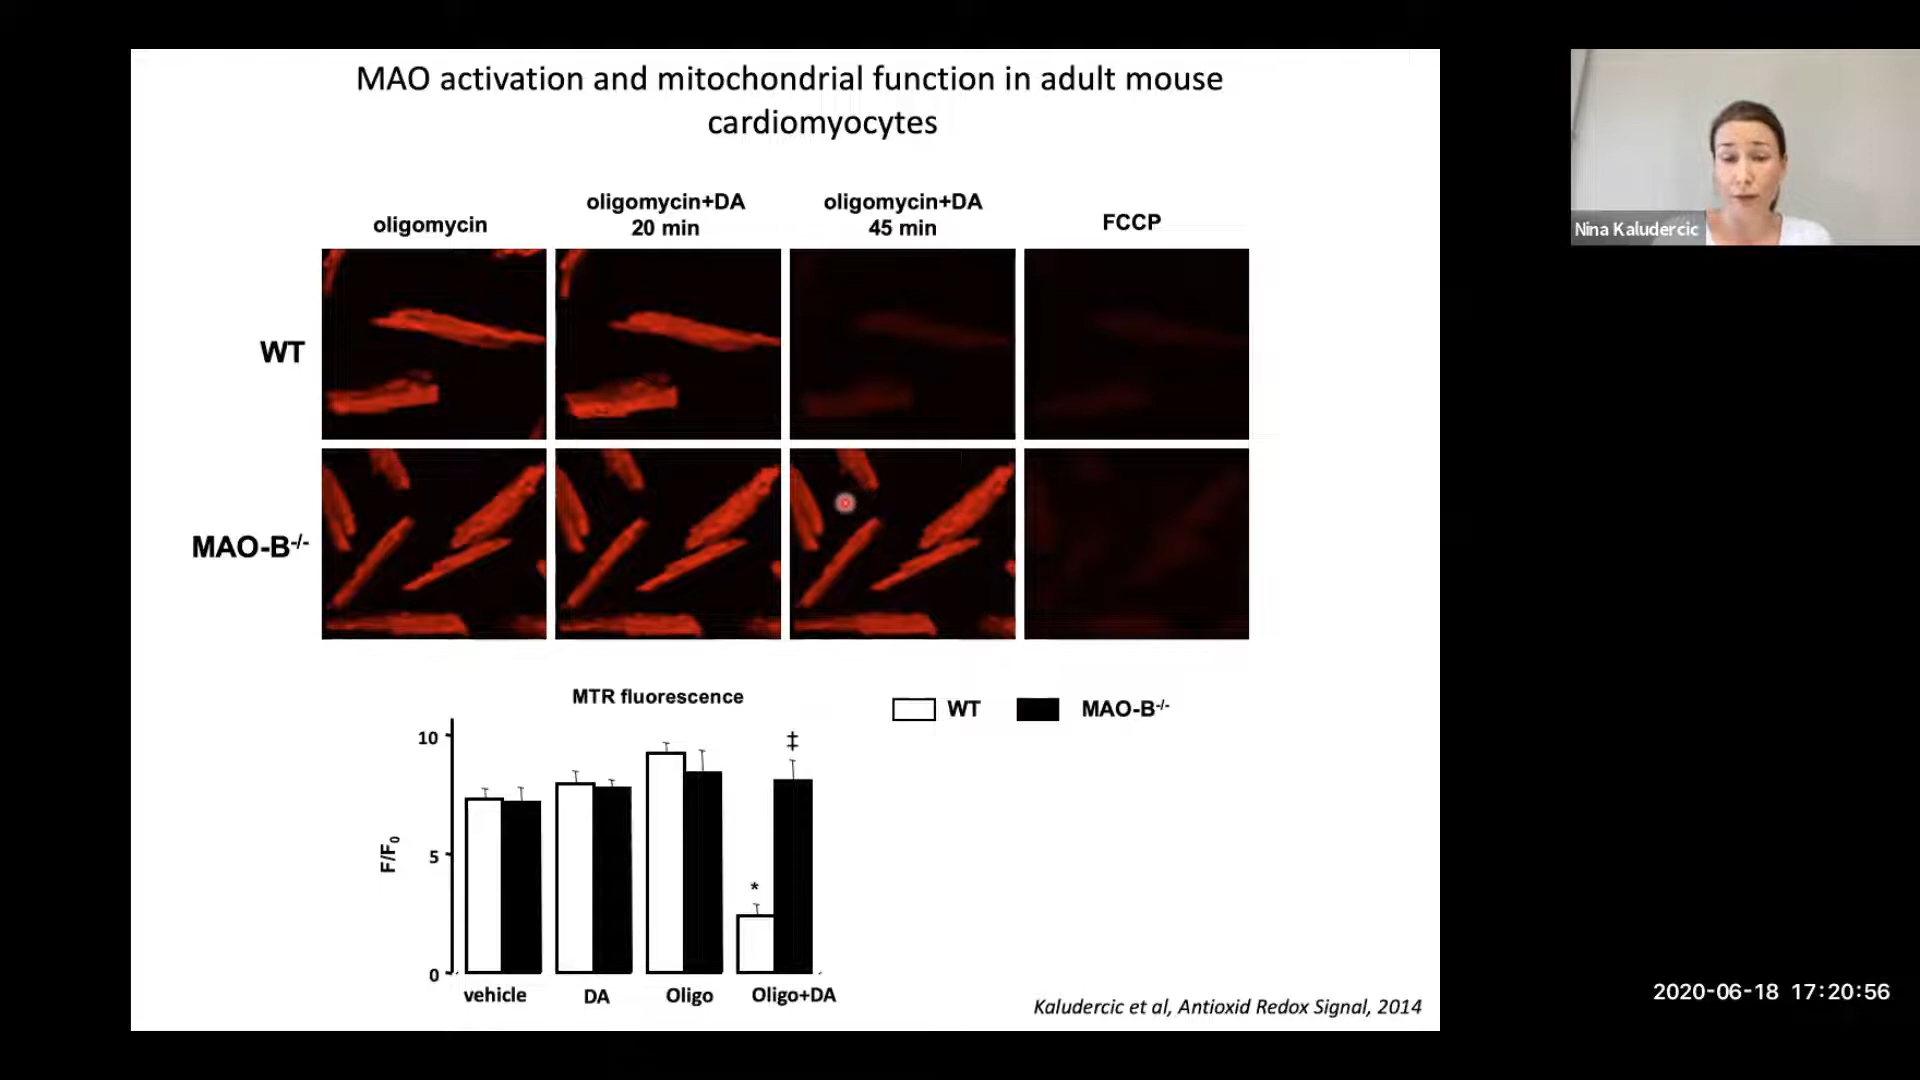 MAO activation and mitochondrial function in adult mouse
cardiomyocytes
oligomycin
oligomycin+DA
20 min
oligomycin+DA
45 min
FCCP
WT
MAO-B-/-
MTR fluorescence
WT
MAO-B-/-
10
5
0
F/F0
‡
*
vehicle
DA
Oligo
Oligo+DA
Kaludercic et al, Antioxid Redox Signal, 2014
Nina Kaludercic
2020-06-18 17:20:56